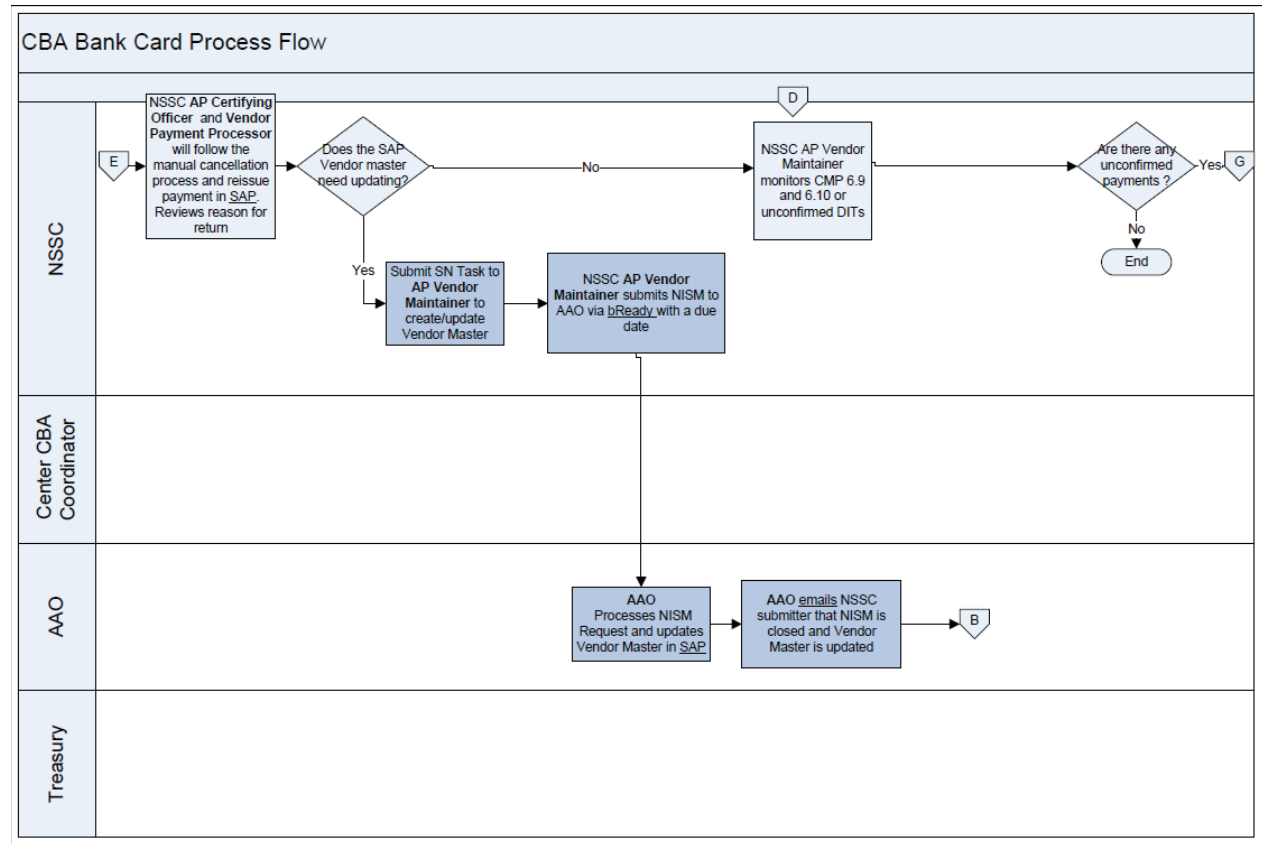 CBA Bank Card Process Flow
NSSC
E
NSSC AP Certifying
Officer and Vendor
Payment Processor
will follow the
manual cancellation
process and reissue
payment in SAP.
Reviews reason for
return
Does the SAP
Vendor master
need updating?
No
D
NSSC AP Vendor
Maintainer
monitors CMP 6.9
and 6.10 or
unconfirmed DITs
Are there any
unconfirmed
payments ?
Yes
G
No
End
Yes
Submit SN Task to
AP Vendor
Maintainer to
create/update
Vendor Master
NSSC AP Vendor
Maintainer submits NISM to
AAO via bReady with a due
date
Center CBA
Coordinator
AAO
AAO
Processes NISM
Request and updates
Vendor Master in SAP
AAO emails NSSC
submitter that NISM is
closed and Vendor
Master is updated
B
Treasury